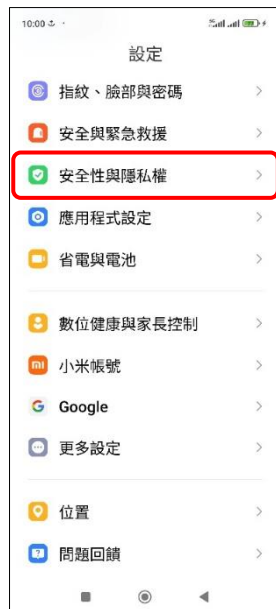 10:00
設定
指紋、臉部與密碼
安全與緊急救援
安全性與隱私權
應用程式設定
省電與電池
數位健康與家長控制
小米帳號
Google
更多設定
位置
問題回饋